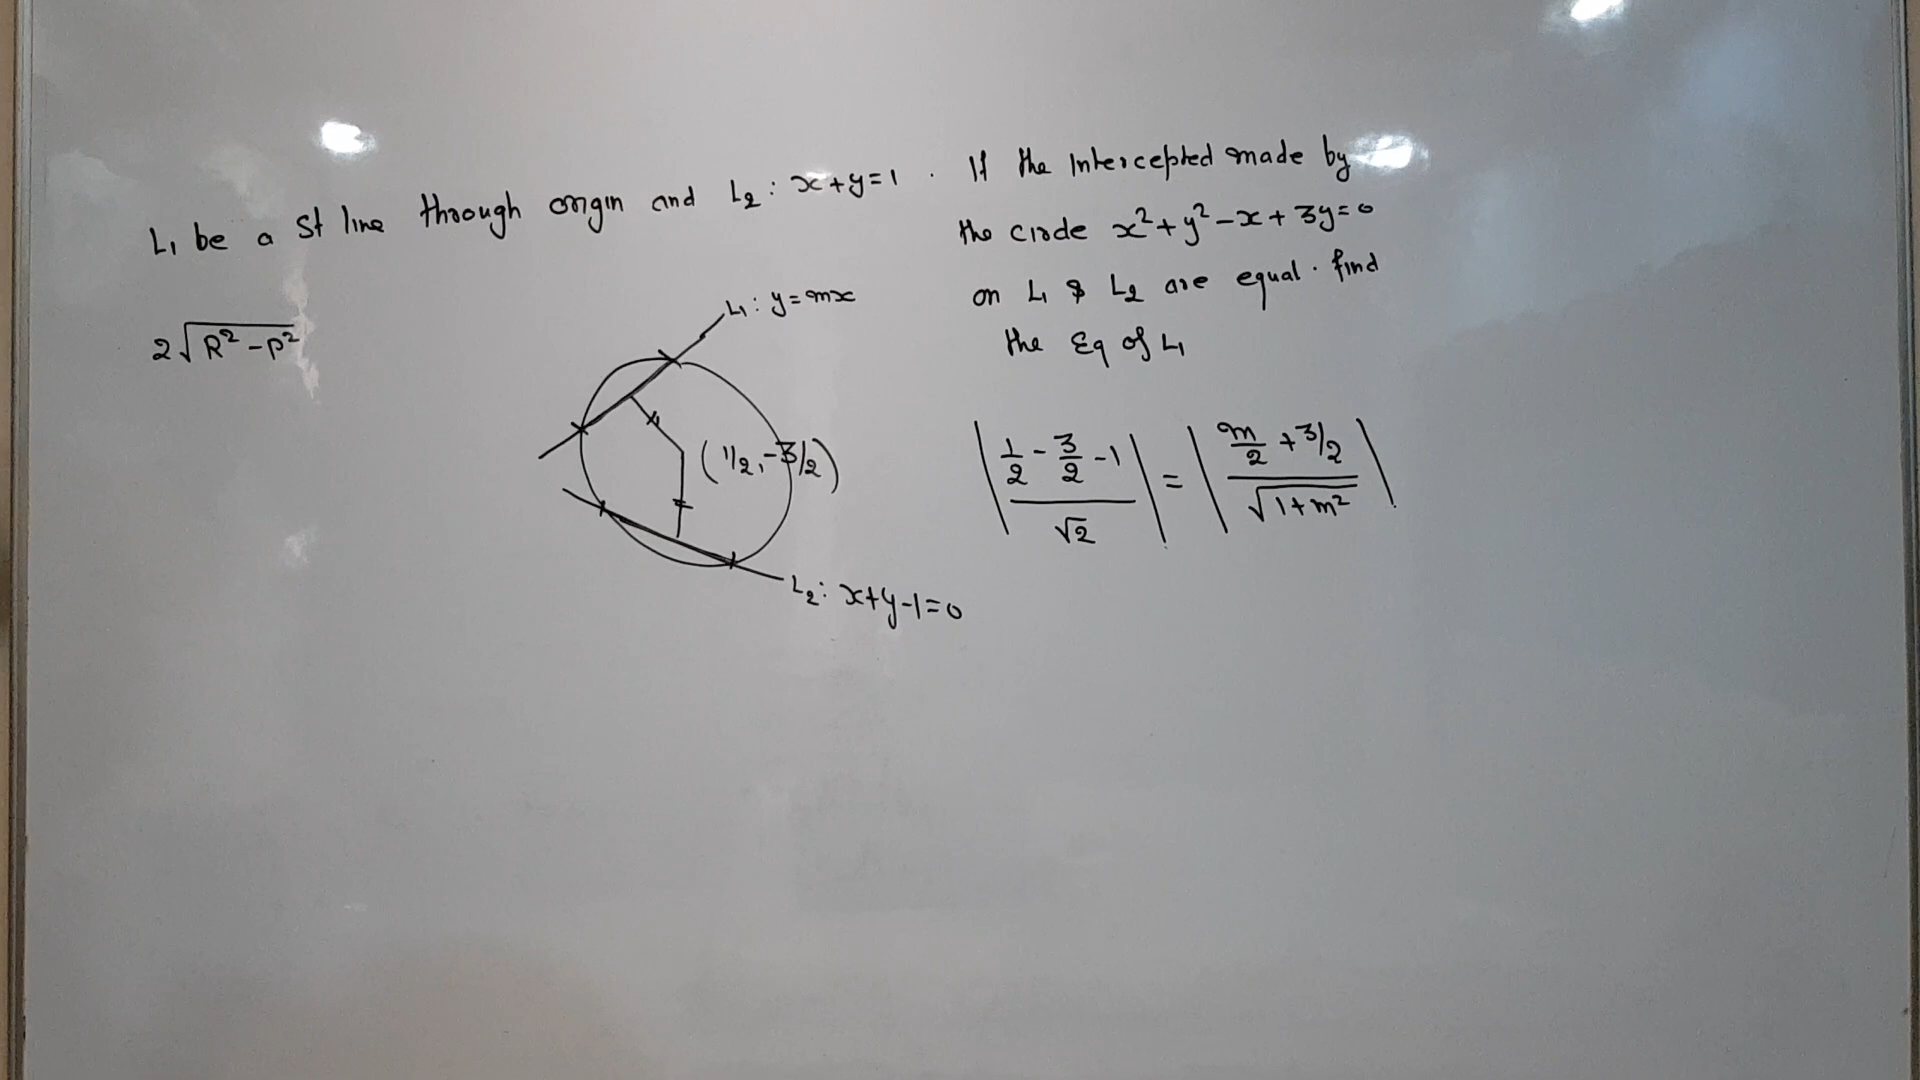 L₁ be a St line through origin and L₂ : x+y=1 . If the Intercepted made by
the circle x²+y²-x+3y=0
on L₁ & L₂ are equal. find
the Eq of L₁
2√(R²-P²)
L₁ : y=mx
(1/2, -3/2)
L₂ : x+y-1=0
|(1/2 - 3/2 - 1)/√2| = |(m/2 + 3/2)/√(1+m²)|